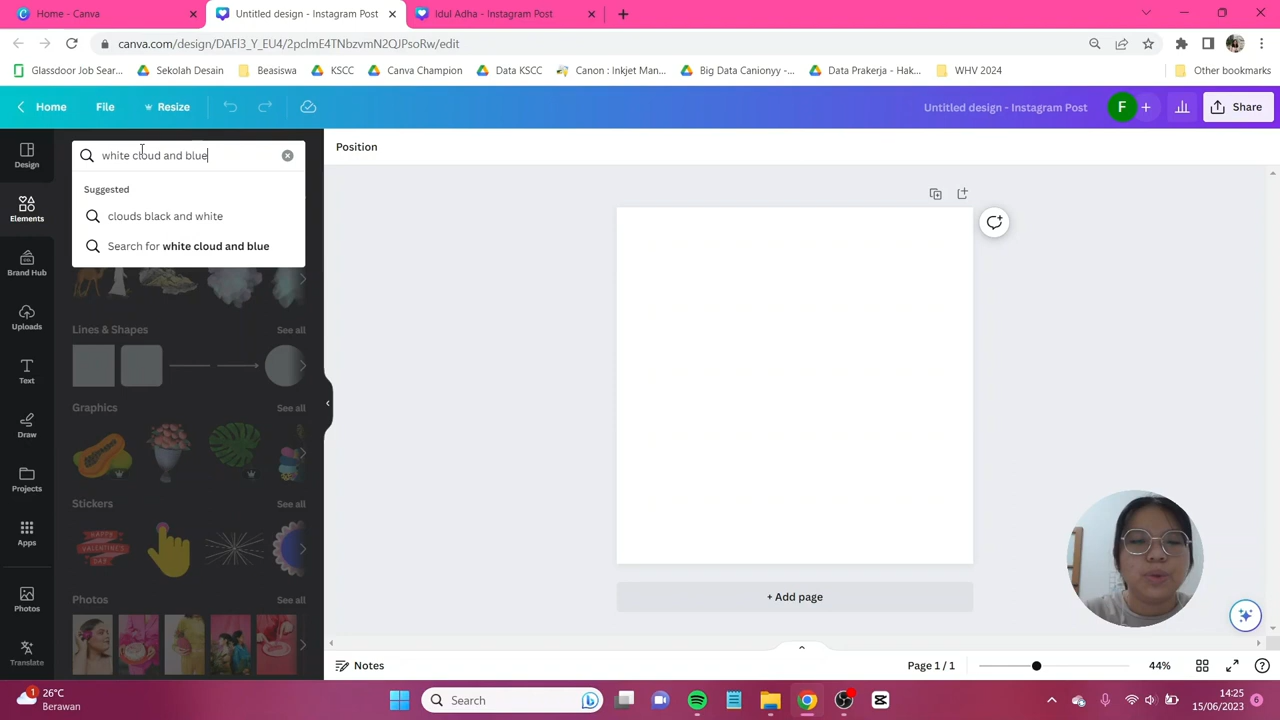 Home - Canva
Untitled design - Instagram Post
Idul Adha - Instagram Post
canva.com/design/DAFl3_Y_EU4/2pclmE4TNbzvmN2QJPsoRw/edit
Glassdoor Job Sear...
Sekolah Desain
Beasiswa
KSCC
Canva Champion
Data KSCC
Canon : Inkjet Man...
Big Data Canionyy -...
Data Prakerja - Hak...
WHV 2024
Other bookmarks
Home
File
Resize
Untitled design - Instagram Post
F
Share
Design
Elements
Brand Hub
Uploads
Text
Draw
Projects
Apps
Photos
Translate
white cloud and blue
Suggested
clouds black and white
Search for white cloud and blue
Lines & Shapes
See all
Graphics
See all
Stickers
See all
HAPPY
VALENTINE'S
DAY!
Photos
See all
Position
+ Add page
Notes
Page 1 / 1
44%
1
26°C
Berawan
Search
14:25
15/06/2023
6